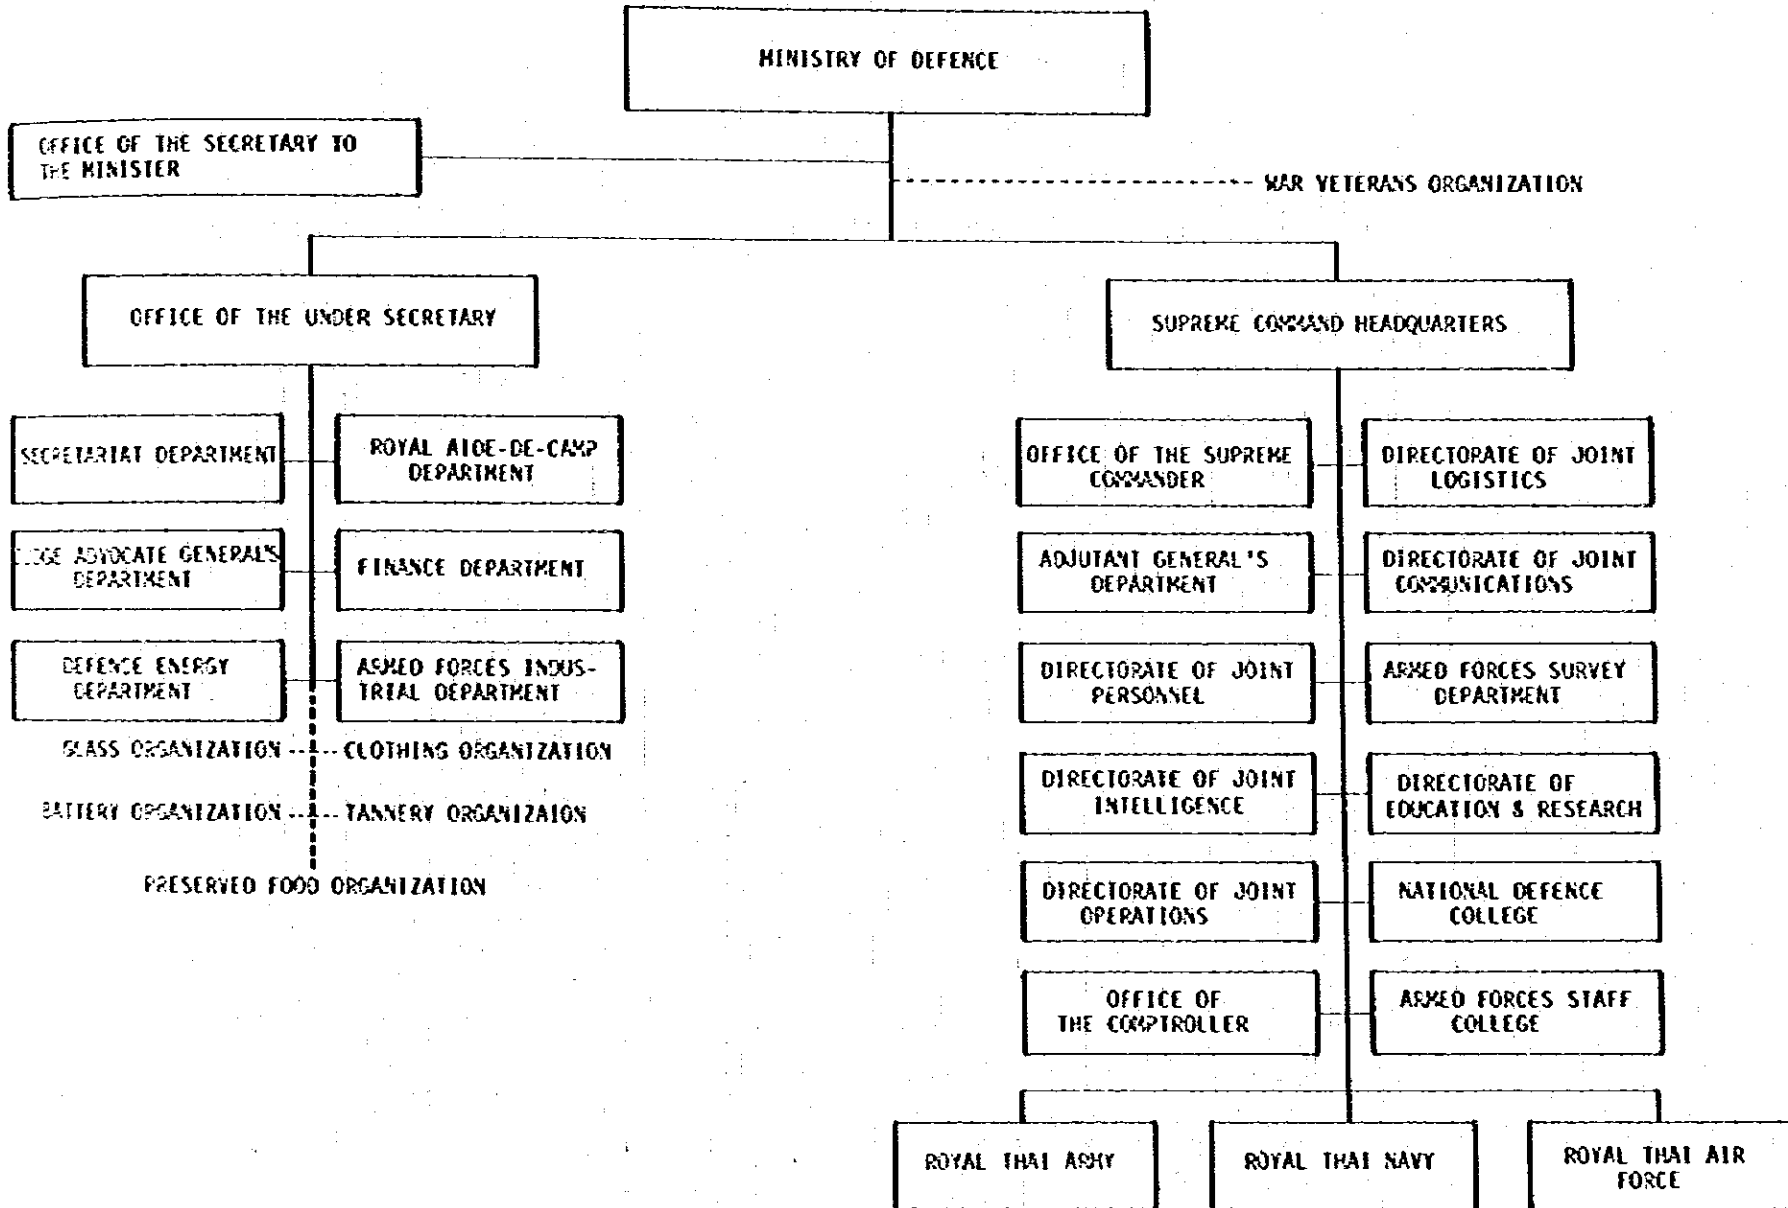 MINISTRY OF DEFENCE
OFFICE OF THE SECRETARY TO
THE MINISTER
WAR VETERANS ORGANIZATION
OFFICE OF THE UNDER SECRETARY
SUPREME COMMAND HEADQUARTERS
SECRETARIAT DEPARTMENT
ROYAL AIDE-DE-CAMP
DEPARTMENT
ADVOCATE GENERAL'S
DEPARTMENT
FINANCE DEPARTMENT
DEFENCE ENERGY
DEPARTMENT
ARMED FORCES INDUS-
TRIAL DEPARTMENT
GLASS ORGANIZATION
CLOTHING ORGANIZATION
BATTERY ORGANIZATION
TANNERY ORGANIZAION
PRESERVED FOOD ORGANIZATION
OFFICE OF THE SUPREME
COMMANDER
DIRECTORATE OF JOINT
LOGISTICS
ADJUTANT GENERAL'S
DEPARTMENT
DIRECTORATE OF JOINT
COMMUNICATIONS
DIRECTORATE OF JOINT
PERSONNEL
ARMED FORCES SURVEY
DEPARTMENT
DIRECTORATE OF JOINT
INTELLIGENCE
DIRECTORATE OF
EDUCATION & RESEARCH
DIRECTORATE OF JOINT
OPERATIONS
NATIONAL DEFENCE
COLLEGE
OFFICE OF
THE COMPTROLLER
ARMED FORCES STAFF
COLLEGE
ROYAL THAI ARMY
ROYAL THAI NAVY
ROYAL THAI AIR
FORCE